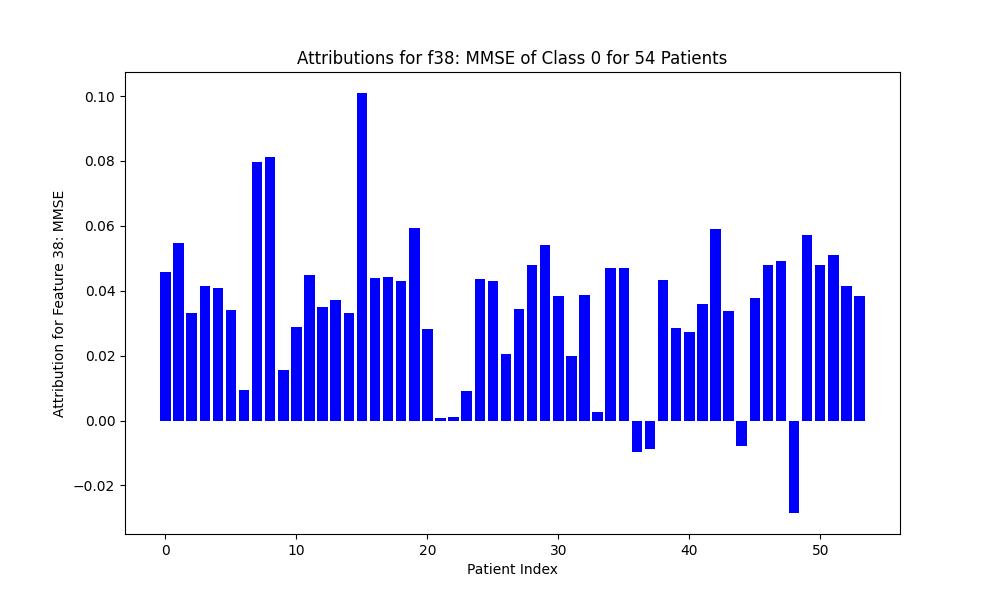 Attributions for f38: MMSE of Class 0 for 54 Patients
Attribution for Feature 38: MMSE
0.10
0.08
0.06
0.04
0.02
0.00
−0.02
0 10 20 30 40 50
Patient Index